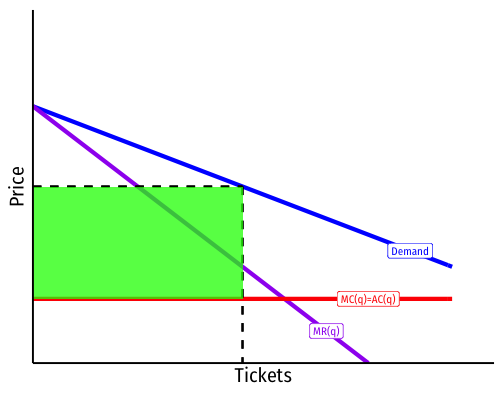 Price
Demand
MC(q)=AC(q)
MR(q)
Tickets